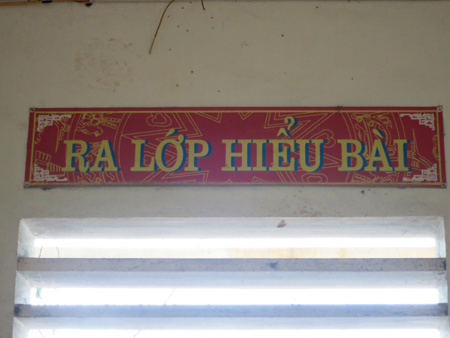 RA LỚP HIỂU BÀI